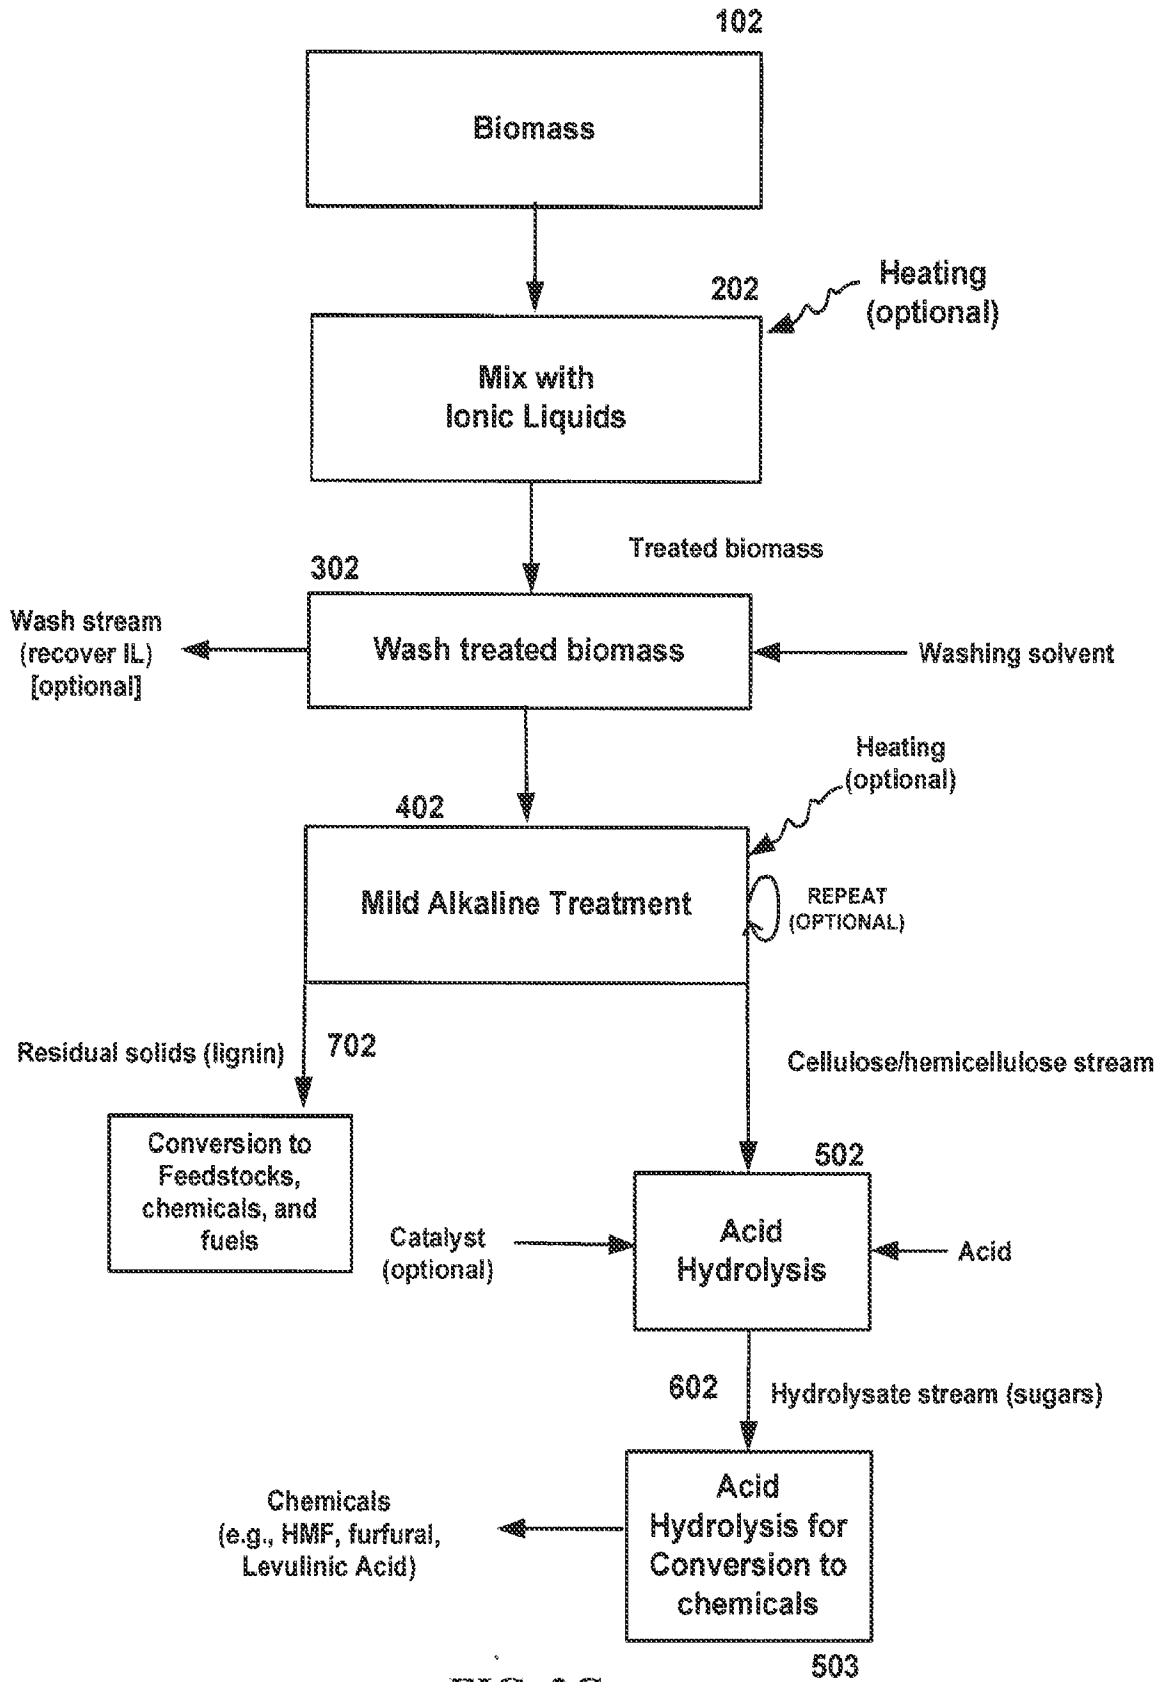 102
Biomass
202
Heating
(optional)
Mix with
Ionic Liquids
Treated biomass
302
Wash stream
(recover IL)
[optional]
Wash treated biomass
Washing solvent
Heating
(optional)
402
Mild Alkaline Treatment
REPEAT
(OPTIONAL)
702
Residual solids (lignin)
Cellulose/hemicellulose stream
Conversion to
Feedstocks,
chemicals, and
fuels
502
Catalyst
(optional)
Acid
Hydrolysis
Acid
602
Hydrolysate stream (sugars)
Chemicals
(e.g., HMF, furfural,
Levulinic Acid)
Acid
Hydrolysis for
Conversion to
chemicals
503